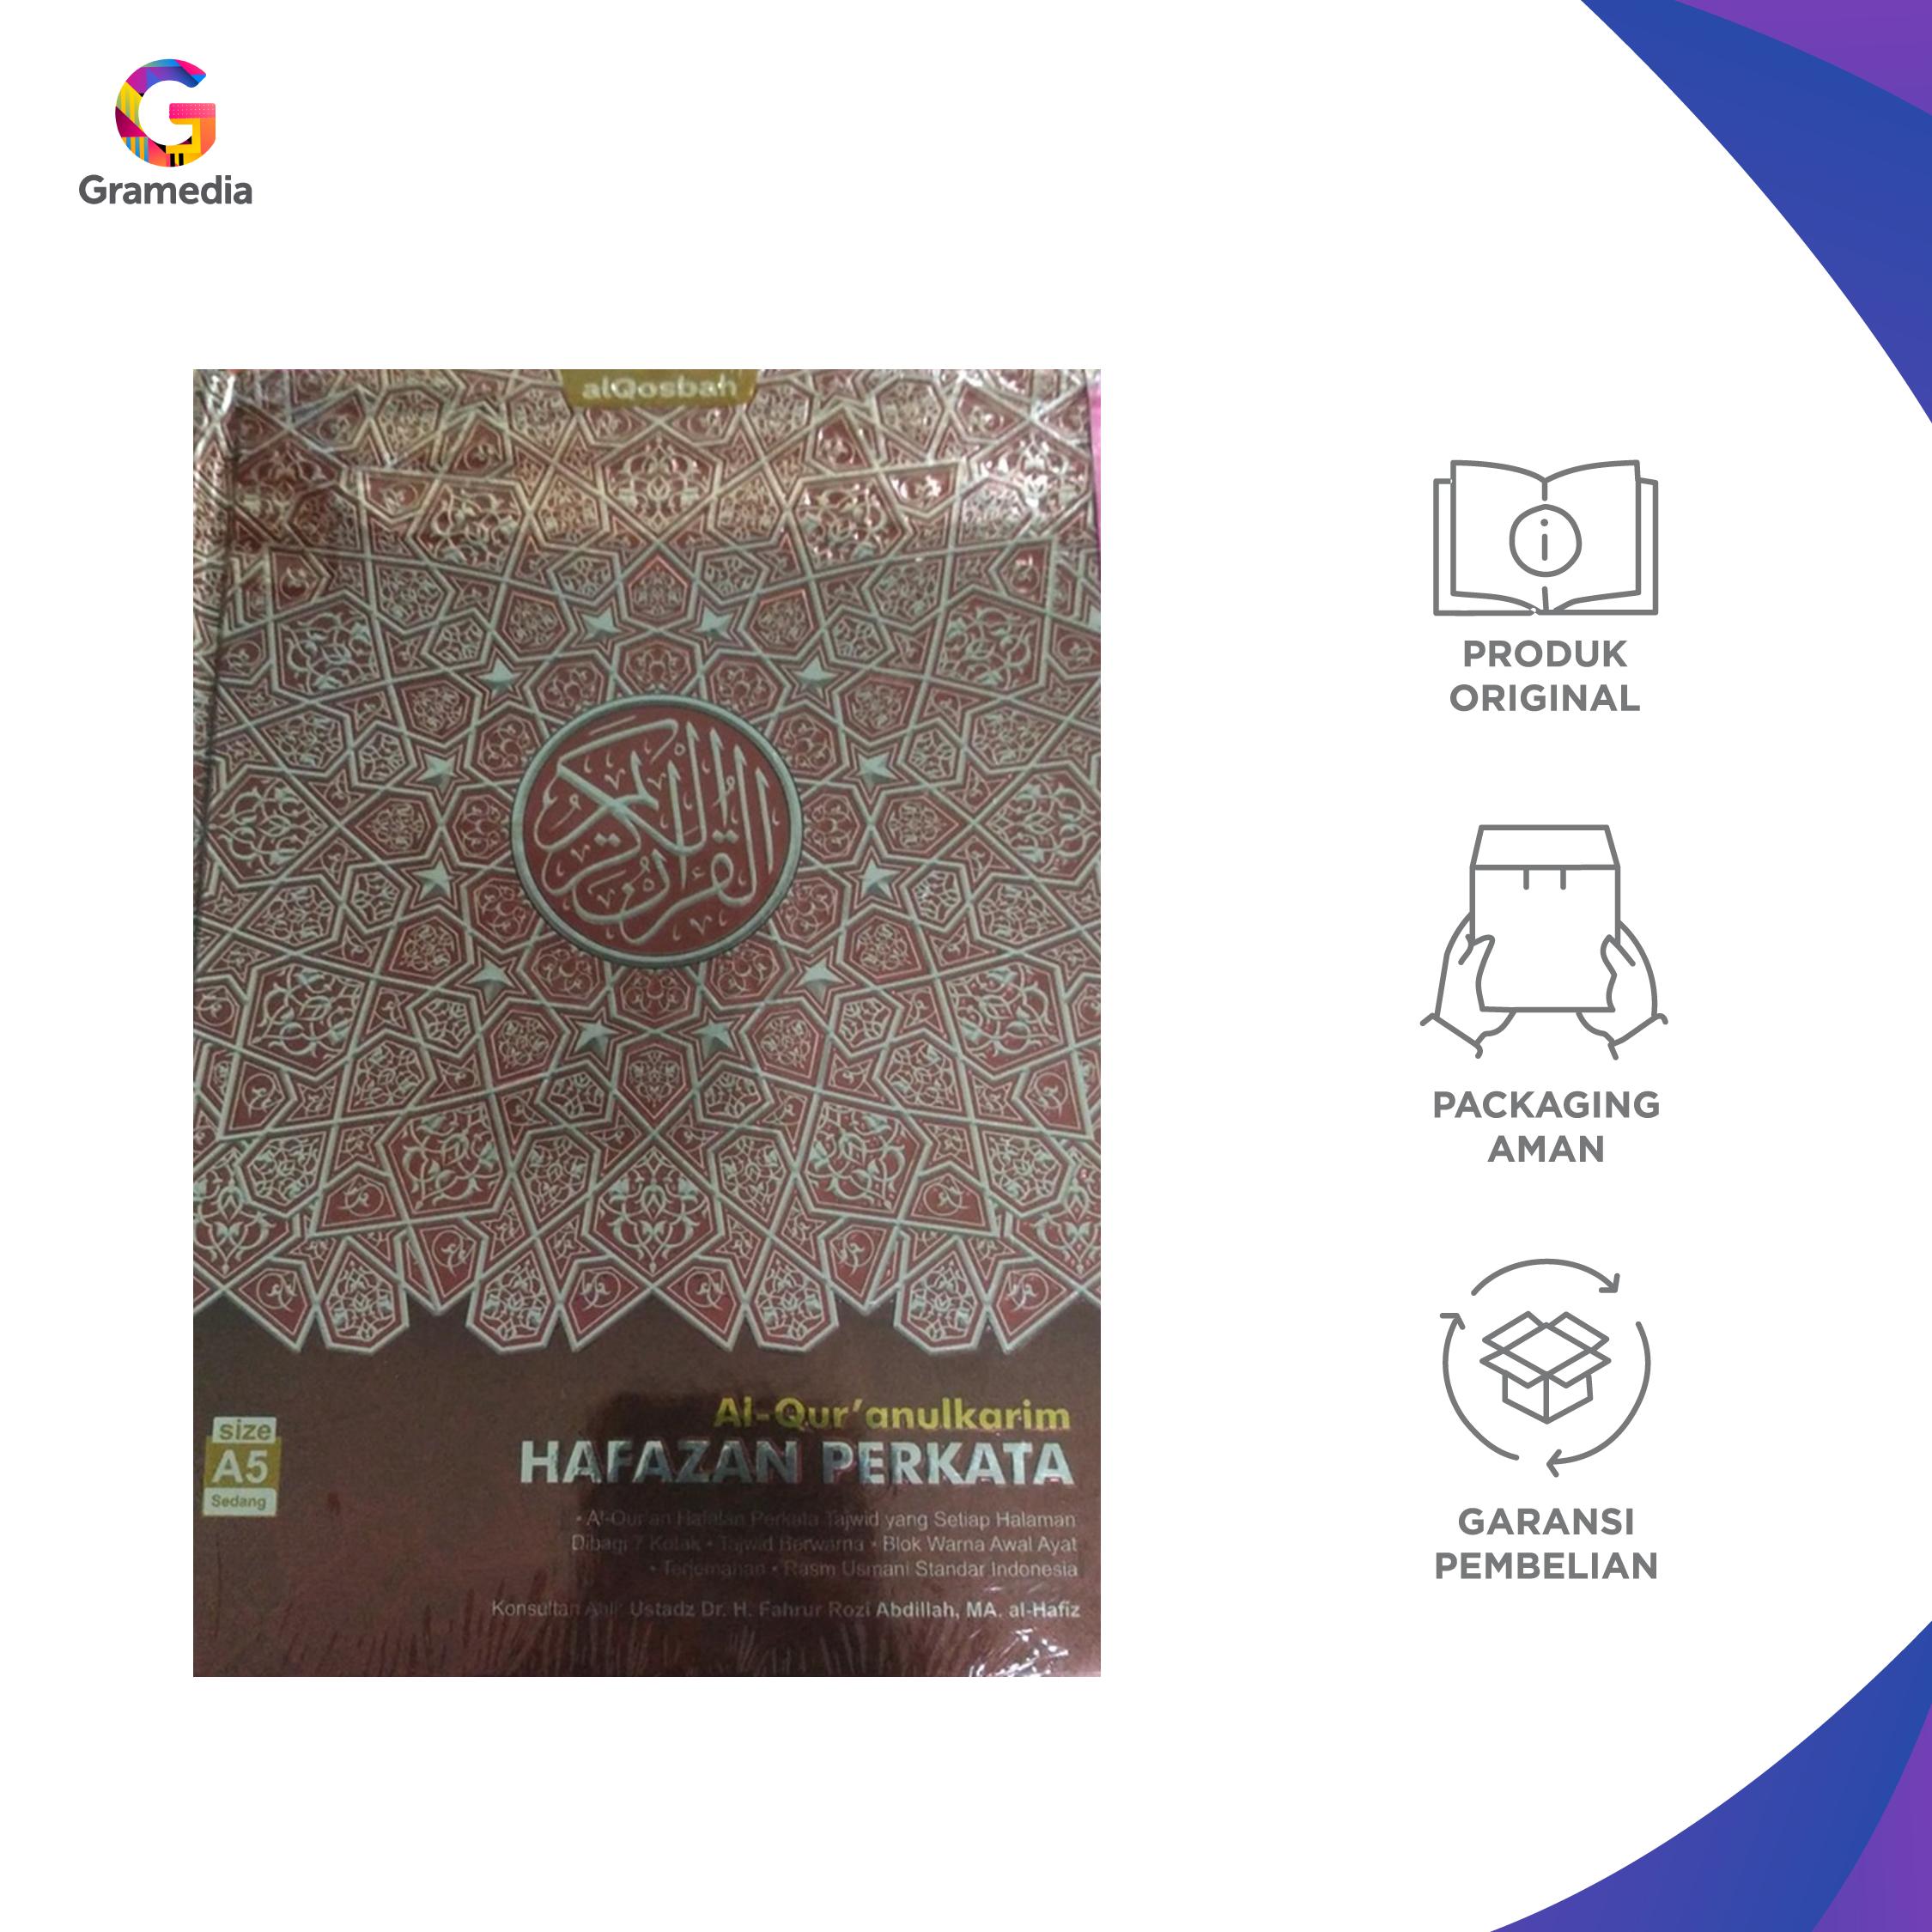 Gramedia
alQosbah
القرآن الكريم
Al-Qur'anulkarim
HAFAZAN PERKATA
size
A5
Sedang
• Al-Qur'an Hafalan Perkata Tajwid yang Setiap Halaman
Dibagi 7 Kotak • Tajwid Berwarna • Blok Warna Awal Ayat
• Terjemahan • Rasm Usmani Standar Indonesia
Konsultan Ahli: Ustadz Dr. H. Fahrur Rozi Abdillah, MA. al-Hafiz
PRODUK
ORIGINAL
PACKAGING
AMAN
GARANSI
PEMBELIAN